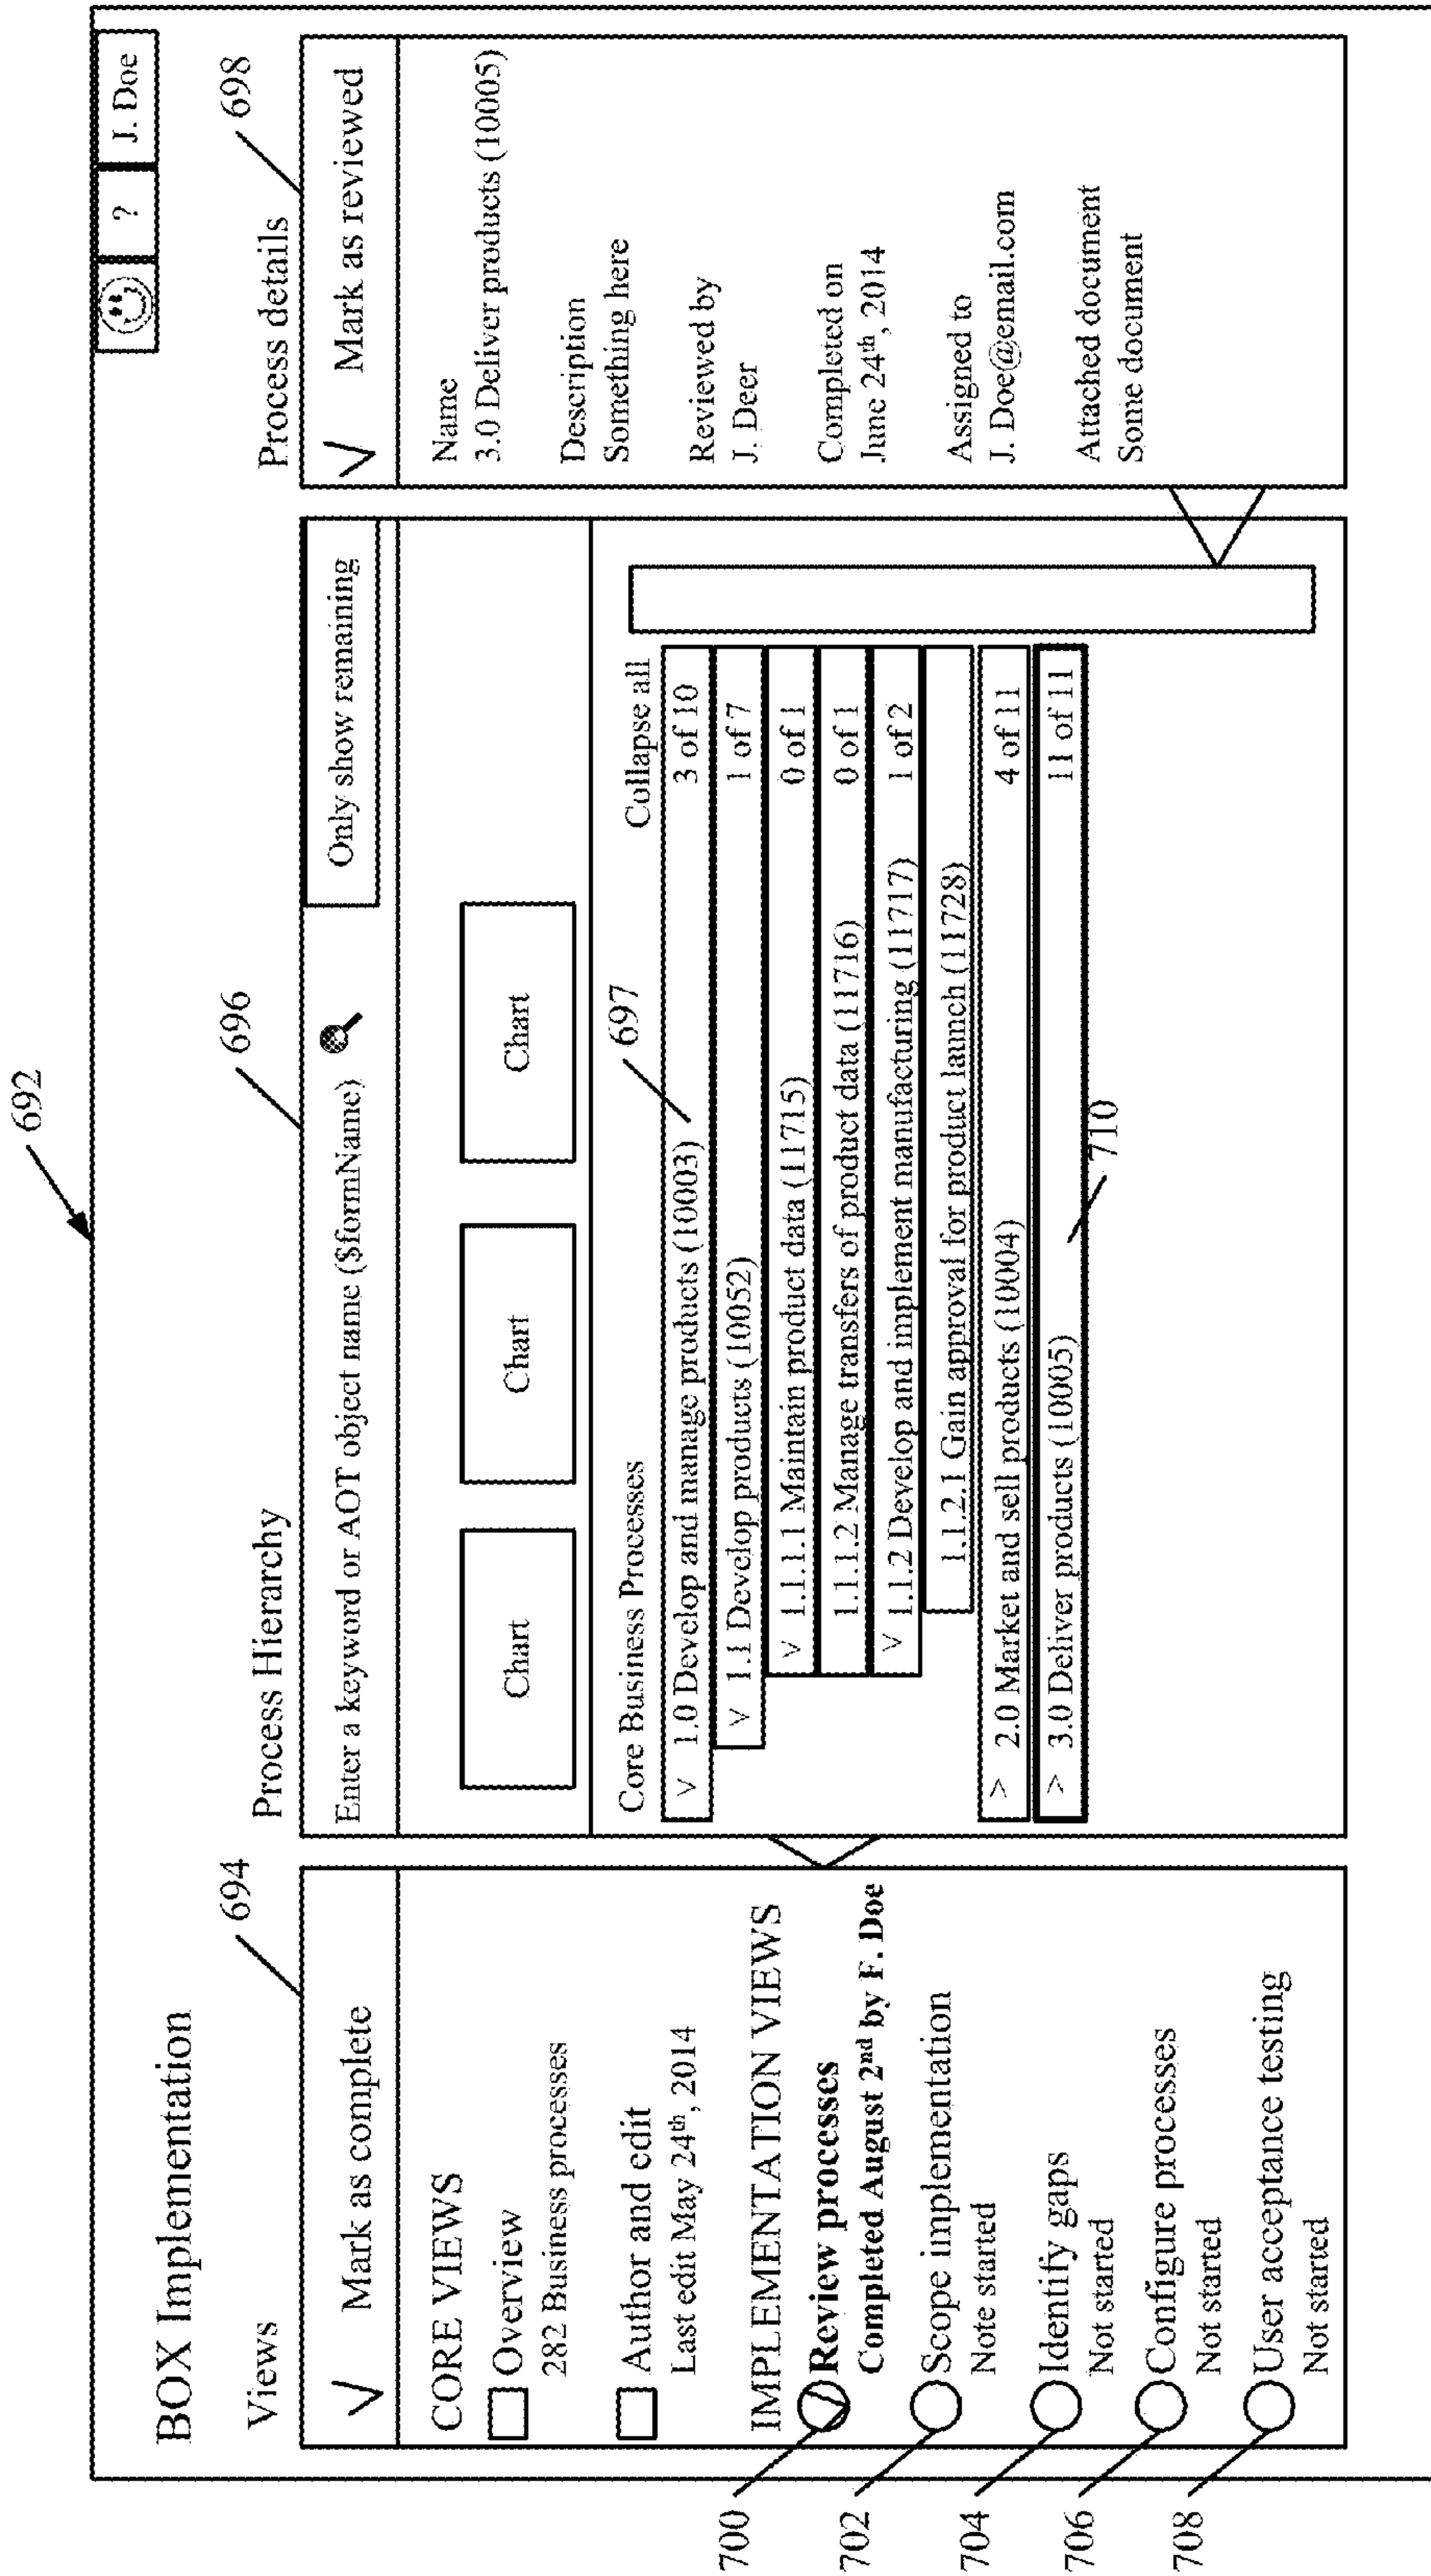 692
J. Doe
?
BOX Implementation
Views
694
Process Hierarchy
696
Process details
698
√ Mark as complete
CORE VIEWS
Overview
282 Business processes
Author and edit
Last edit May 24th, 2014
IMPLEMENTATION VIEWS
700
Review processes
Completed August 2nd by F. Doe
702
Scope implementation
Note started
704
Identify gaps
Not started
706
Configure processes
Not started
708
User acceptance testing
Not started
Enter a keyword or AOT object name ($formName)
Only show remaining
Chart
Chart
Chart
697
Core Business Processes
Collapse all
V 1.0 Develop and manage products (10003) 3 of 10
V 1.1 Develop products (10052) 1 of 7
V 1.1.1.1 Maintain product data (11715) 0 of 1
1.1.1.2 Manage transfers of product data (11716) 0 of 1
V 1.1.2 Develop and implement manufacturing (11717) 1 of 2
1.1.2.1 Gain approval for product launch (11728)
> 2.0 Market and sell products (10004) 4 of 11
> 3.0 Deliver products (10005) 11 of 11
710
√ Mark as reviewed
Name
3.0 Deliver products (10005)
Description
Something here
Reviewed by
J. Deer
Completed on
June 24th, 2014
Assigned to
J. Doe@email.com
Attached document
Some document